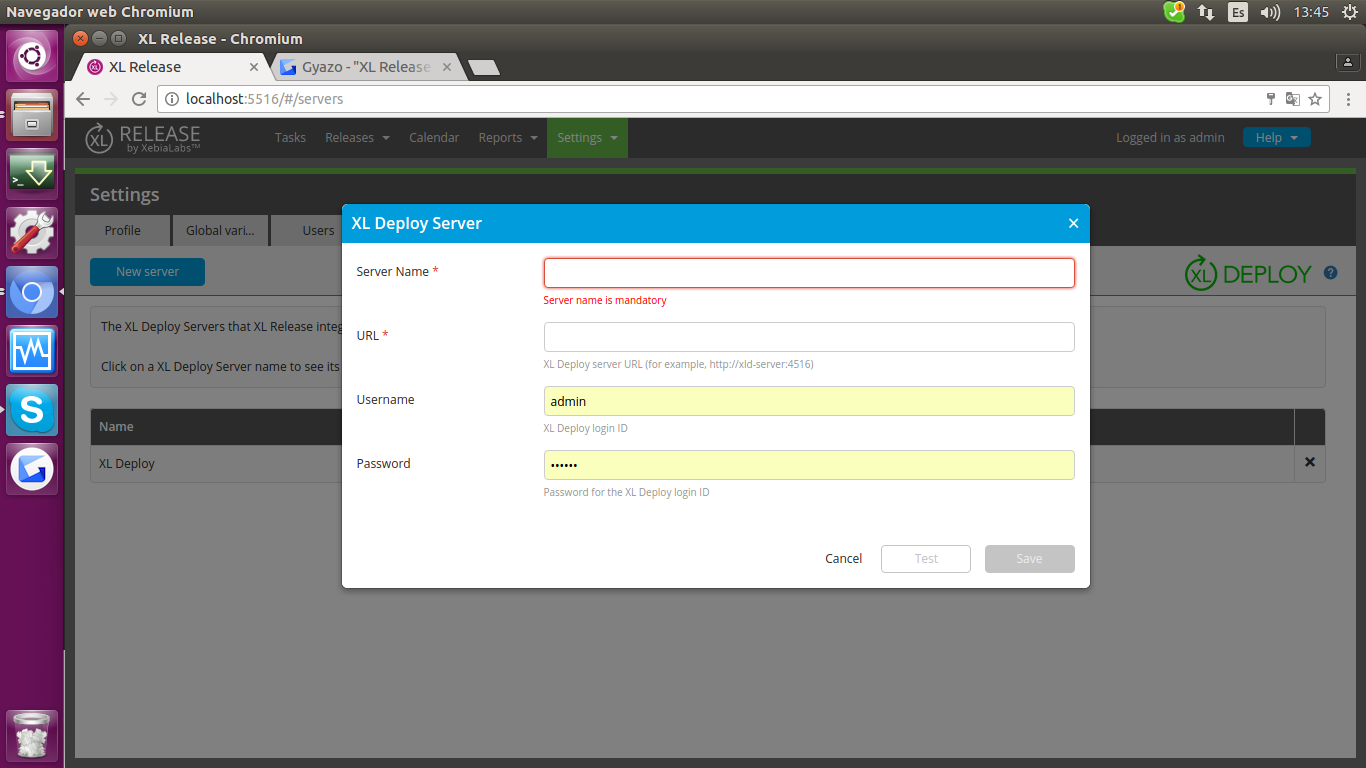 Navegador web Chromium
Es
13:45
XL Release - Chromium
XL Release
Gyazo - "XL Release
localhost:5516/#/servers
XL RELEASE
by XebiaLabs™
Tasks
Releases
Calendar
Reports
Settings
Logged in as admin
Help
Settings
Profile
Global vari...
Users
New server
XL DEPLOY
?
The XL Deploy Servers that XL Release integ
Click on a XL Deploy Server name to see its
Name
XL Deploy
XL Deploy Server
Server Name *
Server name is mandatory
URL *
XL Deploy server URL (for example, http://xld-server:4516)
Username
admin
XL Deploy login ID
Password
••••••
Password for the XL Deploy login ID
Cancel
Test
Save